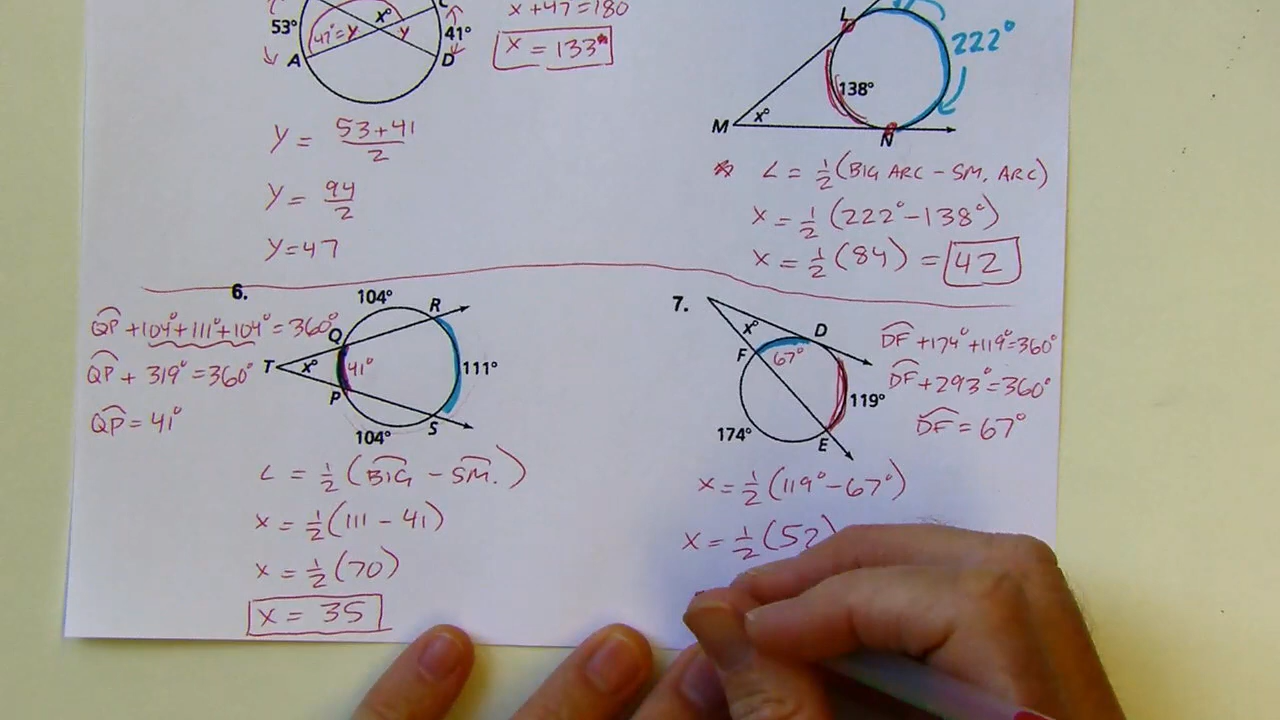 53°
47°=Y
x°
Y
41°
A
D
x+47=180
X = 133°
Y = 53+41
2
Y = 94
2
Y=47
L
222°
138°
M
x°
N
∠ = 1/2 (BIG ARC - SM. ARC)
X = 1/2 (222° - 138°)
X = 1/2 (84) = 42
6.
104°
R
Q
T
x°
41°
111°
P
104°
S
QP + 104°+111°+104° = 360°
QP + 319° = 360°
QP = 41°
∠ = 1/2 (BIG - SM.)
X = 1/2 (111 - 41)
X = 1/2 (70)
X = 35
7.
x°
D
F
67°
119°
174°
E
DF +174° +119°=360°
DF +293° =360°
DF = 67°
X = 1/2 (119° - 67°)
X = 1/2 (52)